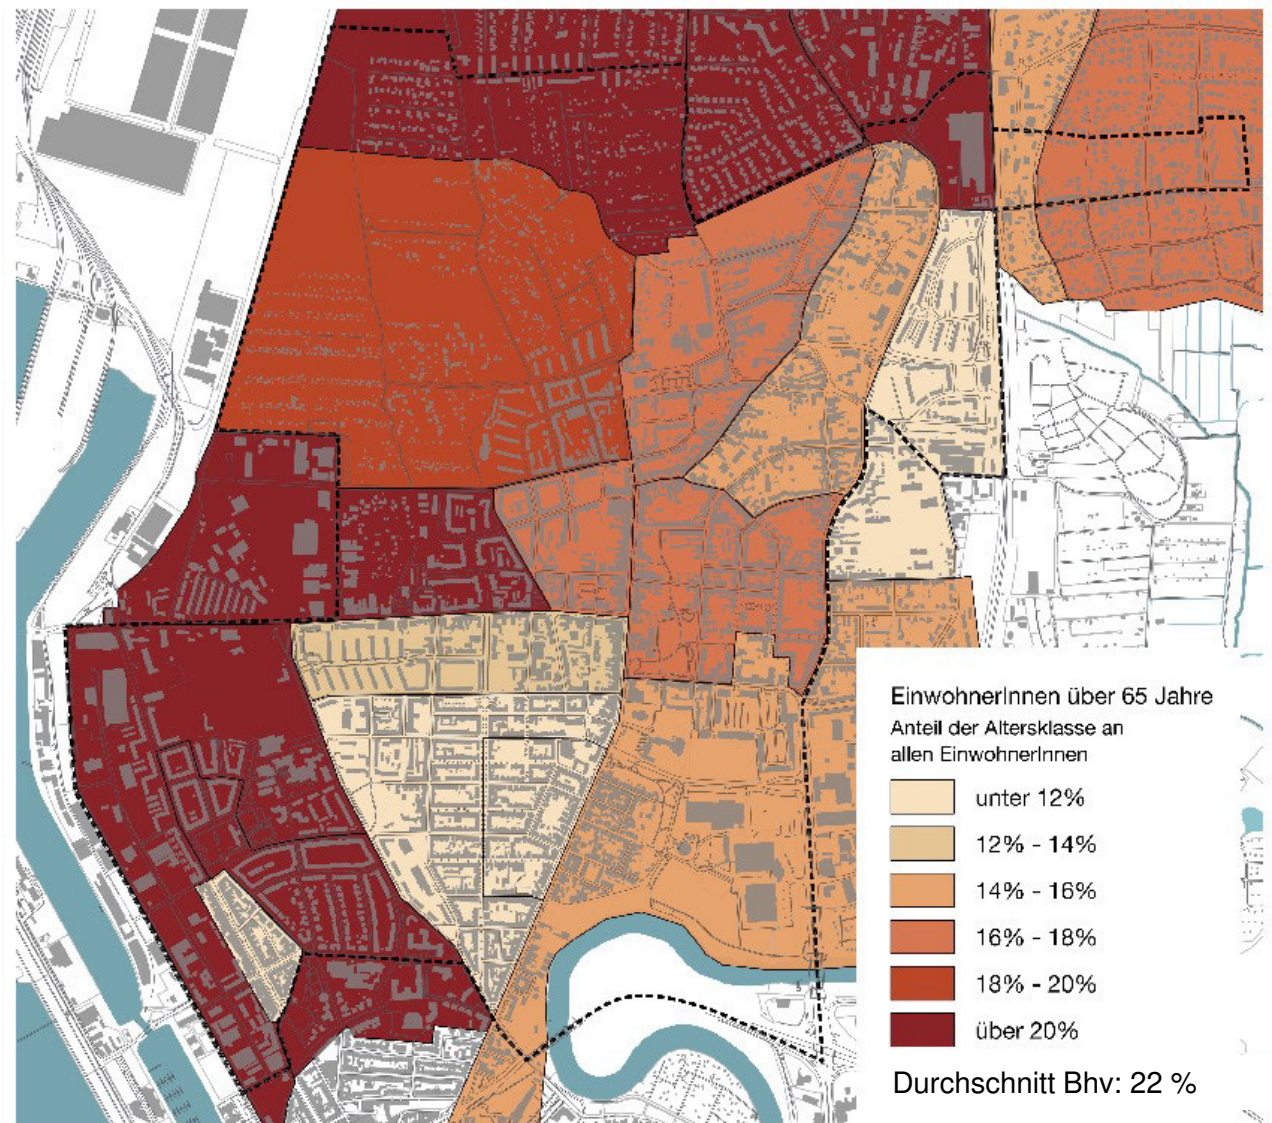 EinwohnerInnen über 65 Jahre
Anteil der Altersklasse an
allen EinwohnerInnen
unter 12%
12% - 14%
14% - 16%
16% - 18%
18% - 20%
über 20%
Durchschnitt Bhv: 22 %